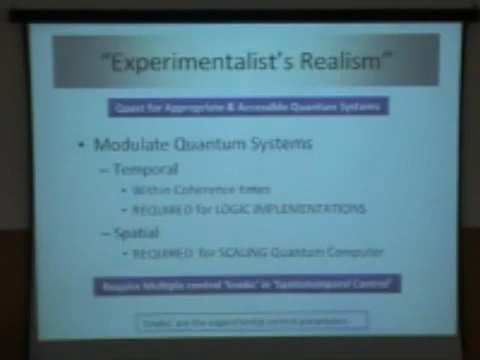 “Experimentalist's Realism”
Quest for Appropriate & Accessible Quantum Systems
• Modulate Quantum Systems
– Temporal
• Within Coherence times
• REQUIRED for LOGIC IMPLEMENTATIONS
– Spatial
• REQUIRED for SCALING Quantum Computer
Require Multiple control 'knobs' or 'Spatiotemporal Control'
'knobs' are the experimental control parameters